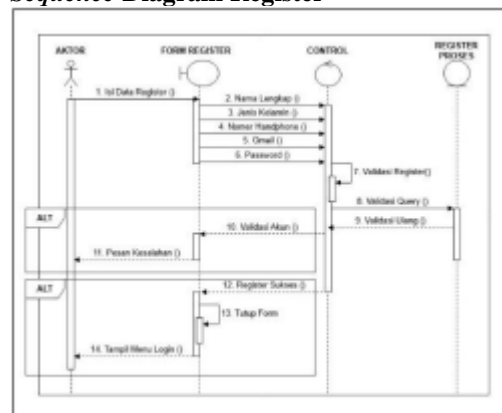 Sequence Diagram Register
AKTOR
FORM REGISTER
CONTROL
REGISTER
PROSES
1. Isi Data Register ()
2. Nama Lengkap ()
3. Jenis Kelamin ()
4. Nomer Handphone ()
5. Gmail ()
6. Password ()
7. Validasi Register()
8. Validasi Query ()
9. Validasi Ulang ()
ALT
10. Validasi Akun ()
11. Pesan Kesalahan ()
ALT
12. Register Sukses ()
13. Tutup Form
14. Tampil Menu Login ()